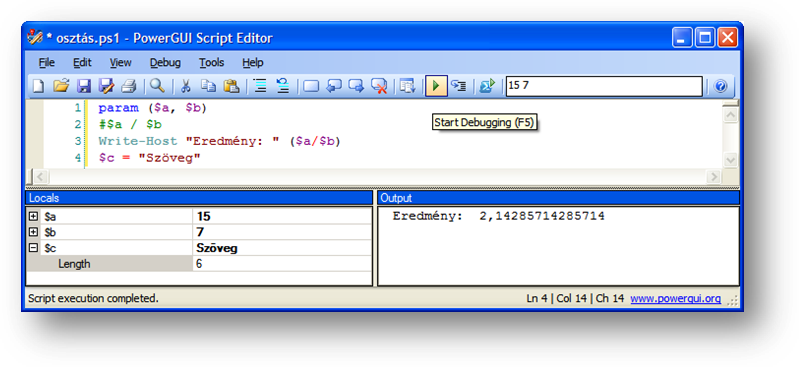 * osztás.ps1 - PowerGUI Script Editor
File Edit View Debug Tools Help
15 7
1 param ($a, $b)
2 #$a / $b
3 Write-Host "Eredmény: " ($a/$b)
4 $c = "Szöveg"
Start Debugging (F5)
Locals
$a 15
$b 7
$c Szöveg
Length 6
Output
Eredmény:  2,14285714285714
Script execution completed.
Ln 4 | Col 14 | Ch 14 www.powergui.org